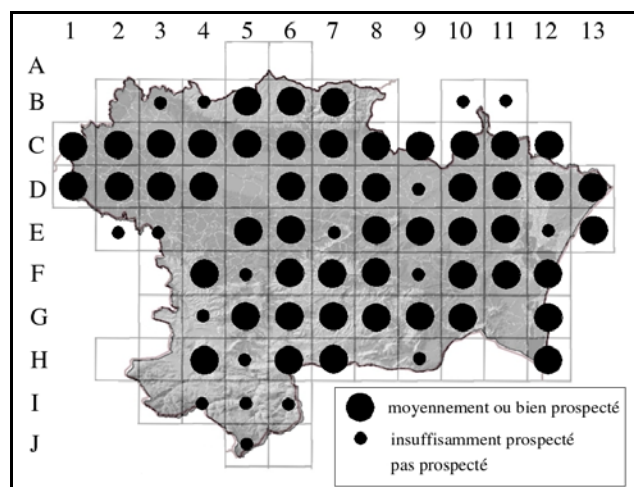 1 2 3 4 5 6 7 8 9 10 11 12 13
A
B
C
D
E
F
G
H
I
J
moyennement ou bien prospecté
insuffisamment prospecté
pas prospecté